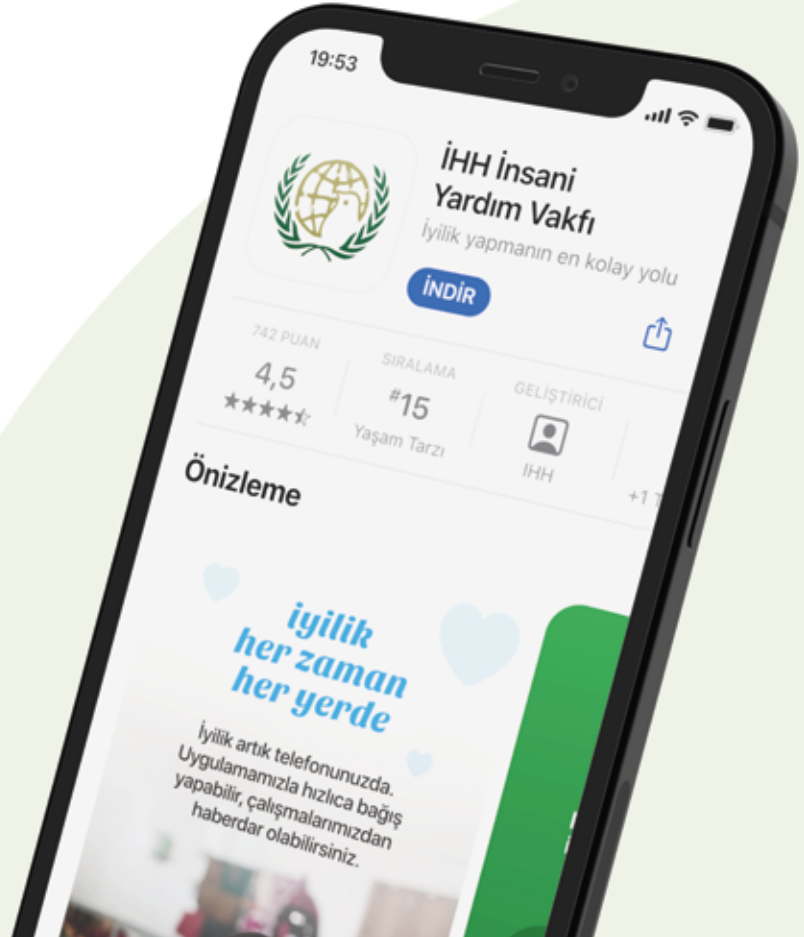 19:53
İHH İnsani
Yardım Vakfı
İyilik yapmanın en kolay yolu
İNDİR
742 PUAN
4,5
SIRALAMA
#15
Yaşam Tarzı
GELİŞTİRİCİ
IHH
+1
Önizleme
iyilik
her zaman
her yerde
İyilik artık telefonunuzda.
Uygulamamızla hızlıca bağış
yapabilir, çalışmalarımızdan
haberdar olabilirsiniz.